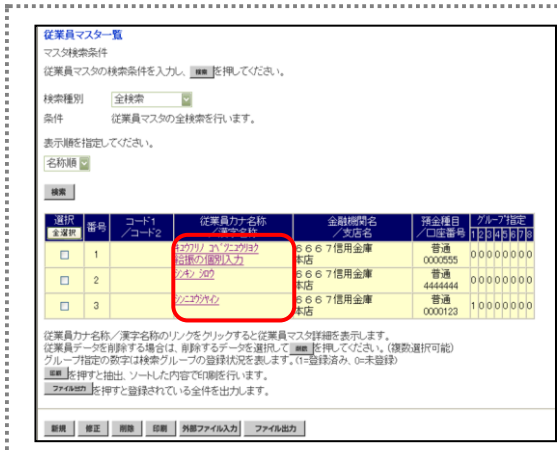 従業員マスター覧
マスタ検索条件
従業員マスタの検索条件を入力し、 検索 を押してください。
検索種別 全検索
条件 従業員マスタの全検索を行います。
表示順を指定してください。
名称順
検索
選択 全選択 番号 コード1 /コード2 従業員カナ名称 /漢字名称 金融機関名 /支店名 預金種目 /口座番号 グループ指定 1 2 3 4 5 6 7 8
1 ｷﾕｳﾌﾘﾉ ｺﾍﾞﾂﾆﾕｳﾘﾖｸ 6667信用金庫 普通 0 0 0 0 0 0 0 0
給振の個別入力 本店 0000555
2 ｼﾝｷﾝ ｼﾞﾛｳ 6667信用金庫 普通 0 0 0 0 0 0 0 0
本店 4444444
3 6667信用金庫 普通 1 0 0 0 0 0 0 0
本店 0000123
従業員カナ名称/漢字名称のリンクをクリックすると従業員マスタ詳細を表示します。
従業員データを削除する場合は、削除するデータを選択して 削除 を押してください。(複数選択可能)
グループ指定の数字は検索グループの登録状況を表します。(1=登録済み、0=未登録)
印刷 を押すと抽出、ソートした内容で印刷を行います。
ファイル出力 を押すと登録されている全件を出力します。
新規 修正 削除 印刷 外部ファイル入力 ファイル出力